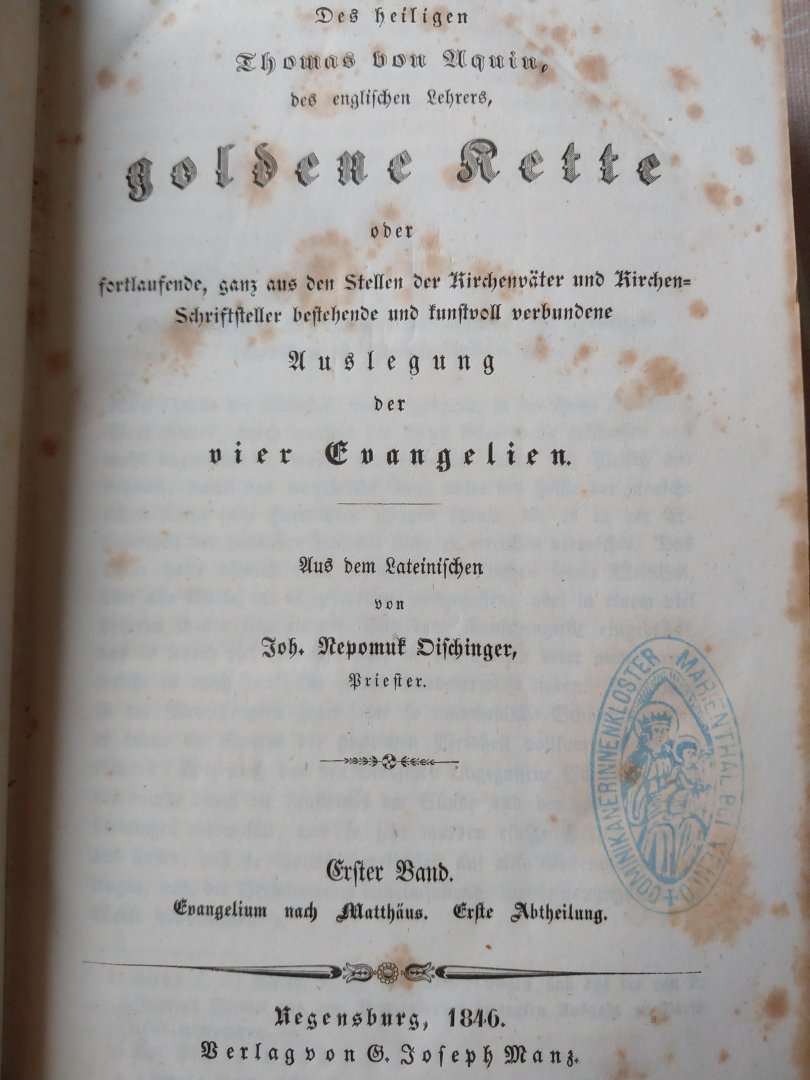 Des heiligen
Thomas von Aquin,
des englischen Lehrers,
goldene Kette
oder
fortlaufende, ganz aus den Stellen der Kirchenväter und Kirchen=
Schriftsteller bestehende und kunstvoll verbundene
Auslegung
der
vier Evangelien.
Aus dem Lateinischen
von
Joh. Nepomuk Oischinger,
Priester.
DOMINIKANERINNENKLOSTER MARIENTHAL BEI VENLO
Erster Band.
Evangelium nach Matthäus. Erste Abtheilung.
Regensburg, 1846.
Verlag von G. Joseph Manz.